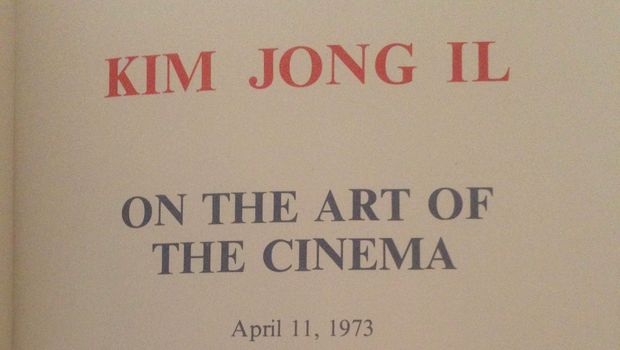 KIM JONG IL
ON THE ART OF
THE CINEMA
April 11, 1973